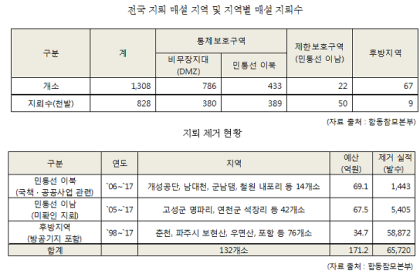 전국 지뢰 매설 지역 및 지역별 매설 지뢰수
구분 계 통제보호구역 제한보호구역 (민통선 이남) 후방지역
비무장지대 (DMZ) 민통선 이북
개소 1,308 786 433 22 67
지뢰수(천발) 828 380 389 50 9
(자료 출처 : 합동참모본부)
지뢰 제거 현황
구분 연도 지역 예산 (억원) 제거 실적 (발수)
민통선 이북 (국책·공공사업 관련) `06~`17 개성공단, 남대천, 군남댐, 철원 내포리 등 14개소 69.1 1,443
민통선 이남 (미확인 지뢰) `05~`17 고성군 명파리, 연천군 석장리 등 42개소 67.5 5,405
후방지역 (방공기지 포함) `98~`17 춘천, 파주시 보현산, 우면산, 포항 등 76개소 34.7 58,872
합계 132개소 171.2 65,720
(자료 출처 : 합동참모본부)